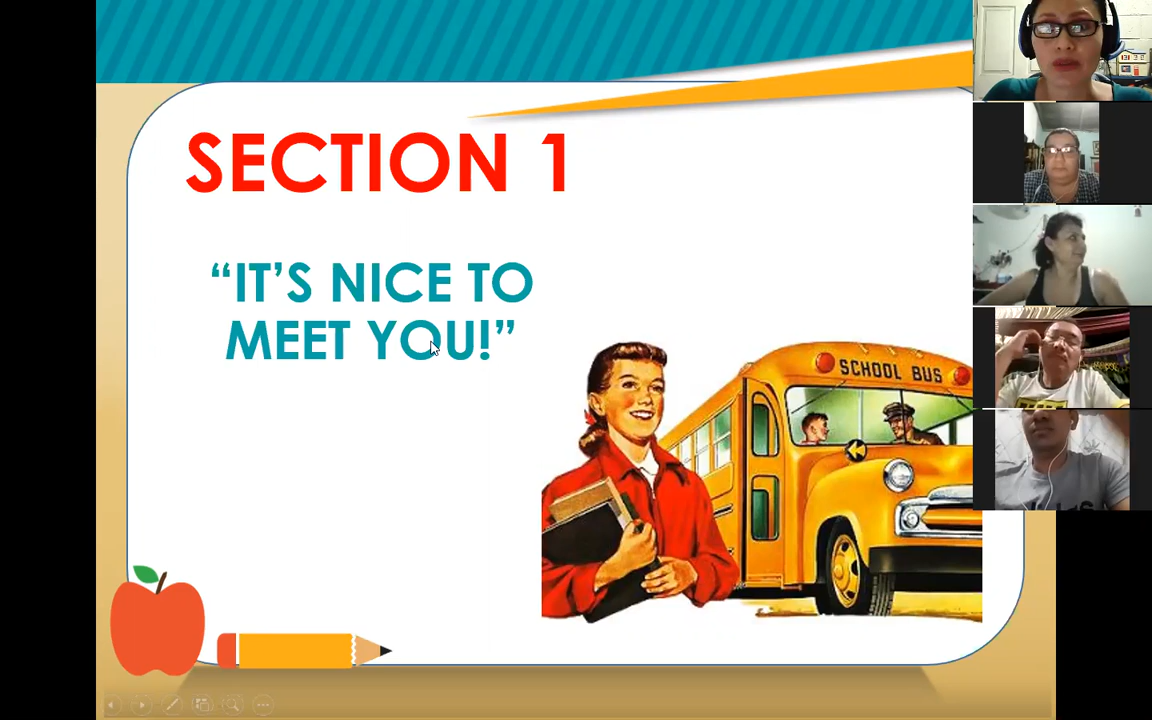 SECTION 1
“IT’S NICE TO
MEET YOU!”
SCHOOL BUS